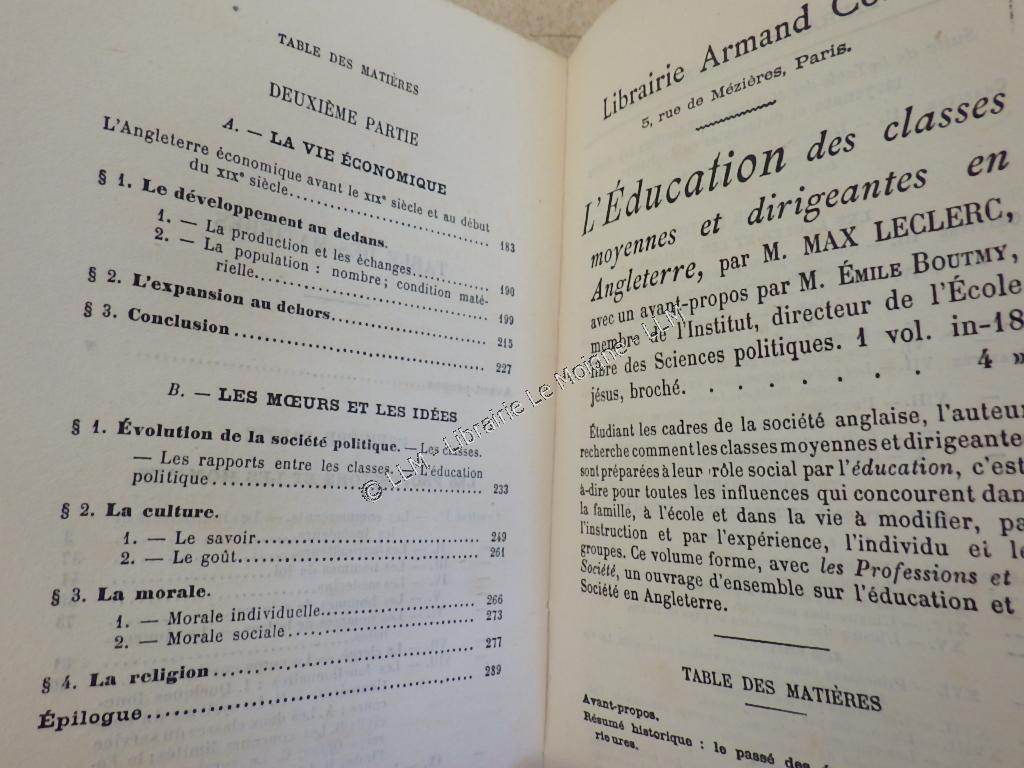 TABLE DES MATIÈRES
DEUXIÈME PARTIE
A. — LA VIE ÉCONOMIQUE
L'Angleterre économique avant le XIXe siècle et au début
du XIXe siècle 183
§ 1. Le développement au dedans.
1. — La production et les échanges 190
2. — La population : nombre ; condition maté-
rielle 199
§ 2. L'expansion au dehors 215
§ 3. Conclusion 227
B. — LES MŒURS ET LES IDÉES
§ 1. Évolution de la société politique. — Les classes.
— Les rapports entre les classes. — L'éducation
politique 233
§ 2. La culture.
1. — Le savoir 249
2. — Le goût 261
§ 3. La morale.
1. — Morale individuelle 266
2. — Morale sociale 273
§ 4. La religion 277
Épilogue 289
Librairie Armand
5, rue de Mézières, Paris.
L'Éducation des classes
moyennes et dirigeantes en
Angleterre, par M. MAX LECLERC,
avec un avant-propos par M. ÉMILE BOUTMY,
membre de l'Institut, directeur de l'École
libre des Sciences politiques. 1 vol. in-18
jésus, broché. . . . . . . . 4 »
Étudiant les cadres de la société anglaise, l'auteur
recherche comment les classes moyennes et dirigeantes
sont préparées à leur rôle social par l'éducation, c'est-
à-dire pour toutes les influences qui concourent dans
la famille, à l'école et dans la vie à modifier, par
l'instruction et par l'expérience, l'individu et les
groupes. Ce volume forme, avec les Professions et
Société, un ouvrage d'ensemble sur l'éducation et
Société en Angleterre.
TABLE DES MATIÈRES
Avant-propos.
Résumé historique : le passé des
rieures.
© LLM - Librairie Le Moigne - LLM